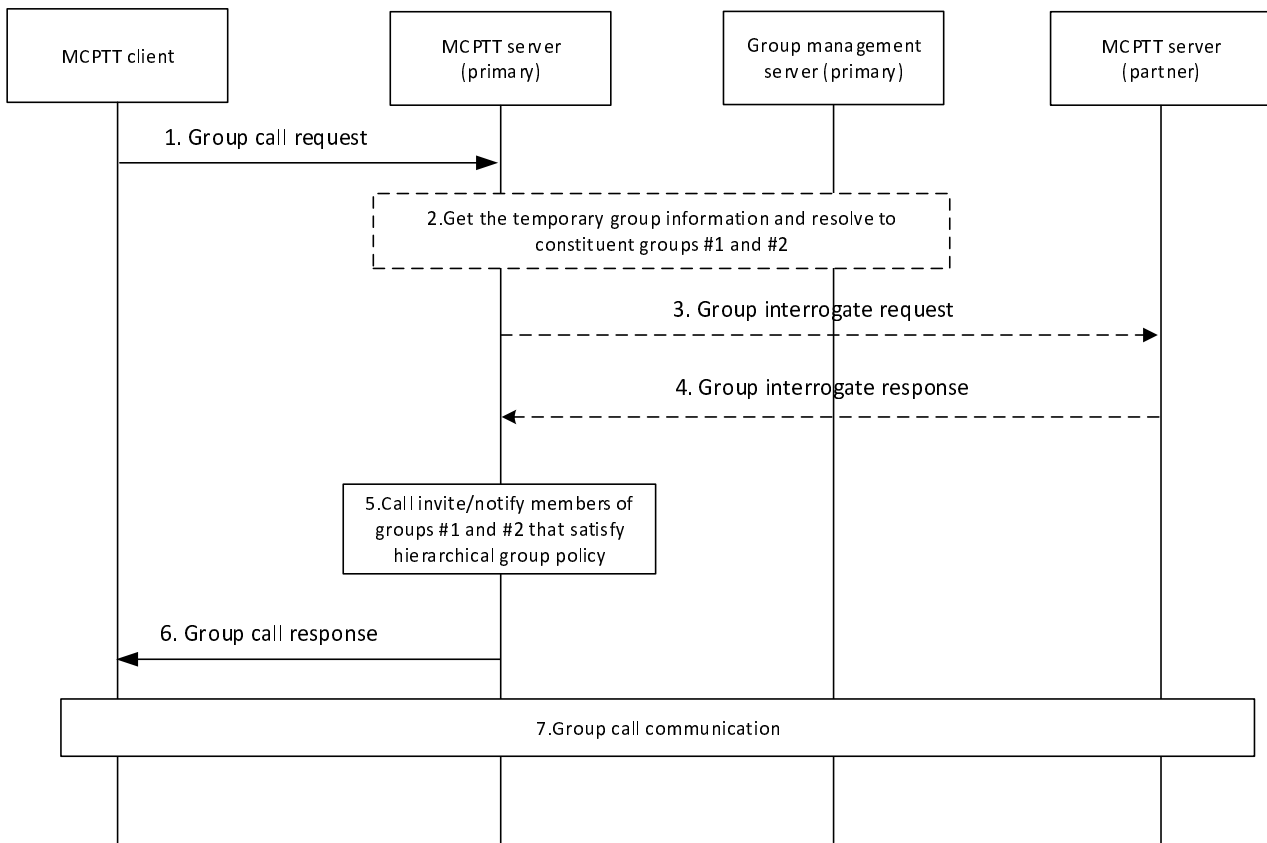 MCPTT client
MCPTT server
(primary)
Group management
server (primary)
MCPTT server
(partner)
1. Group call request
2.Get the temporary group information and resolve to
constituent groups #1 and #2
3. Group interrogate request
4. Group interrogate response
5.Call invite/notify members of
groups #1 and #2 that satisfy
hierarchical group policy
6. Group call response
7.Group call communication